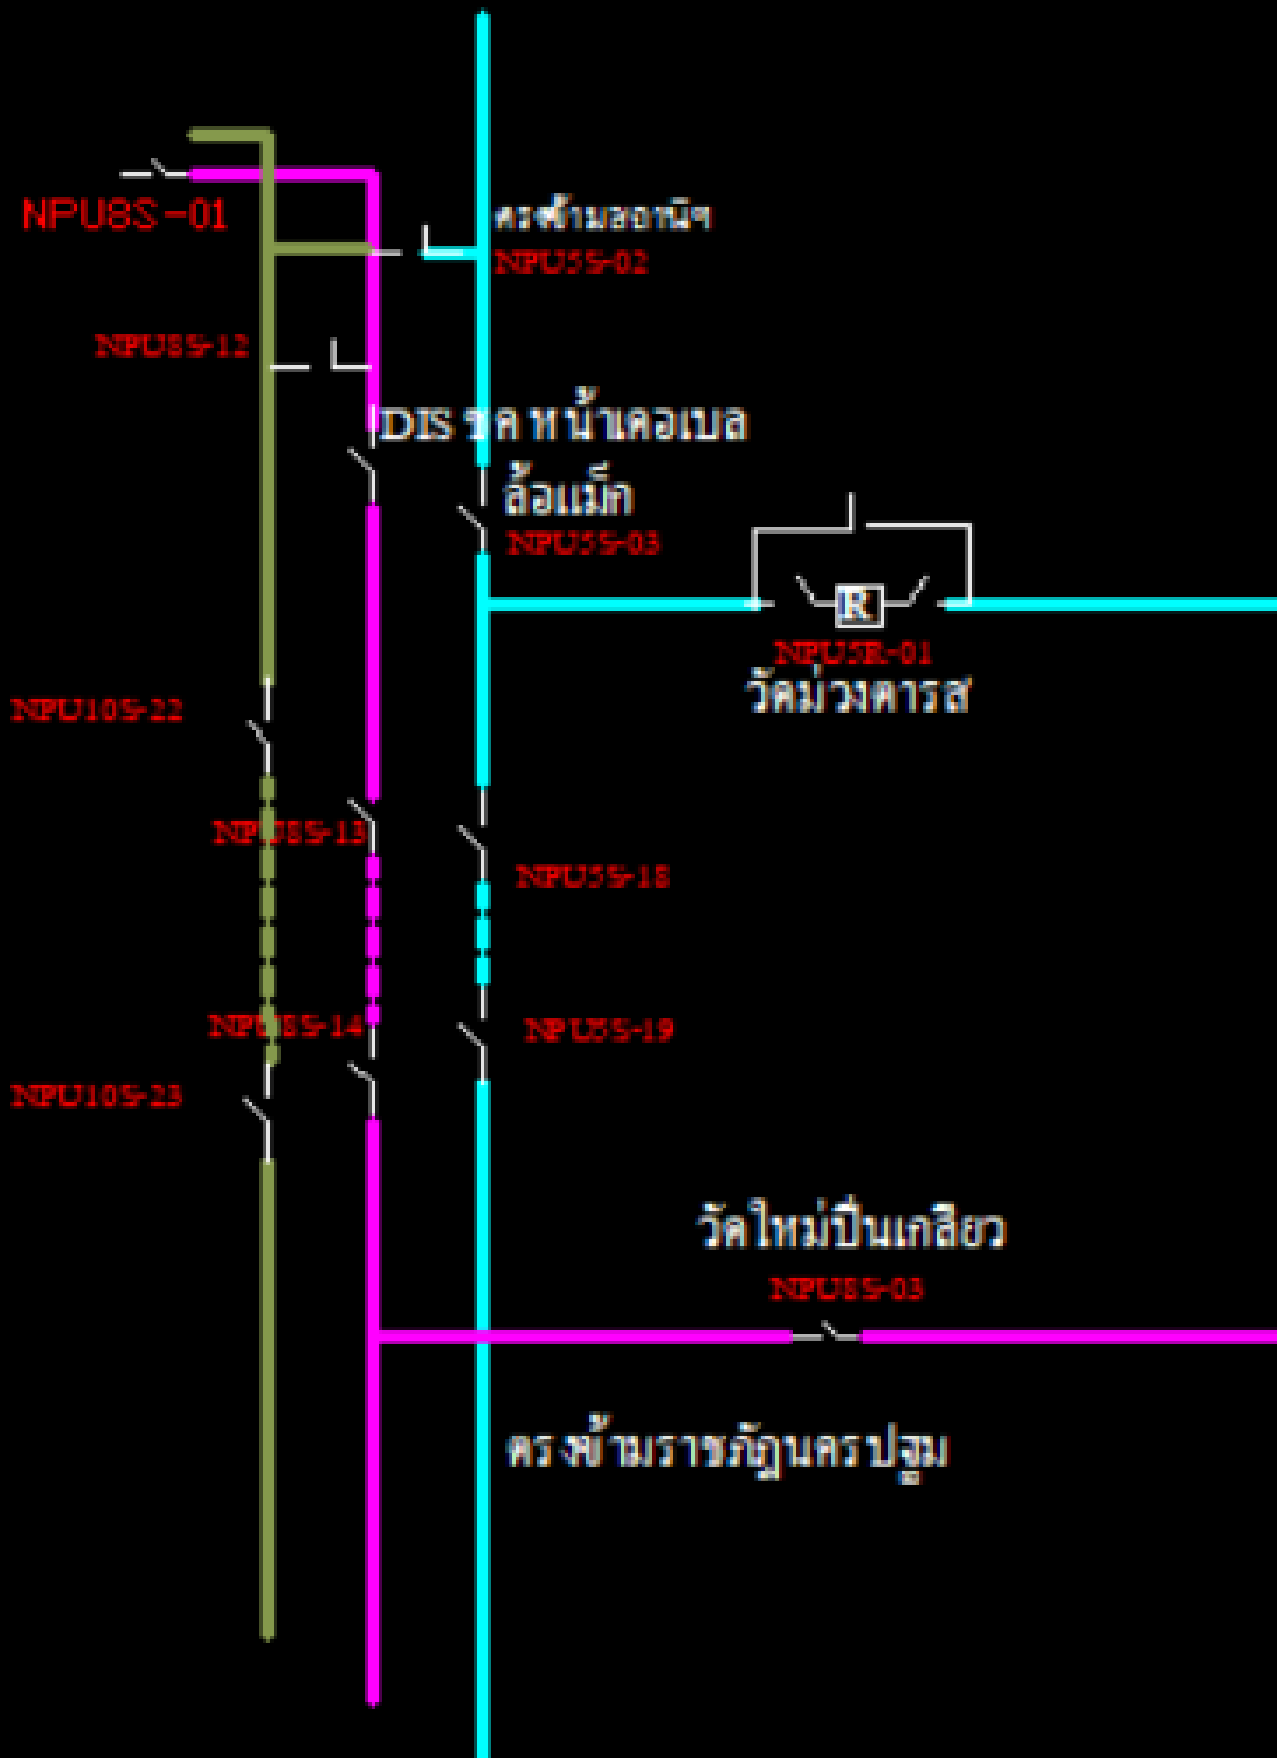 NPU8S-01
ตรงข้ามสถานีฯ
NPU5S-02
NPU8S-12
DIS ชุด หน้าเคอเบล
ล้อแม็ก
NPU5S-03
R
NPU5R-01
วัดม่วงตารส
NPU10S-22
NPU8S-13
NPU5S-18
NPU8S-14
NPU5S-19
NPU10S-23
วัดใหม่ปิ่นเกลียว
NPU8S-03
ตรงข้ามราชภัฏนครปฐม